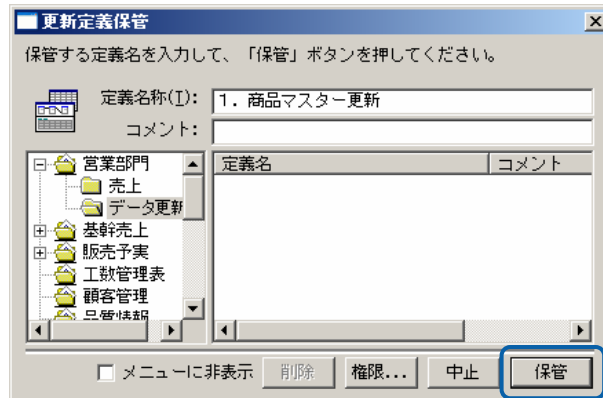 更新定義保管
保管する定義名を入力して、「保管」ボタンを押してください。
定義名称(I): 1．商品マスター更新
コメント:
営業部門
売上
データ更新
基幹売上
販売予実
工数管理表
顧客管理
品質情報
定義名 コメント
メニューに非表示 削除 権限... 中止 保管